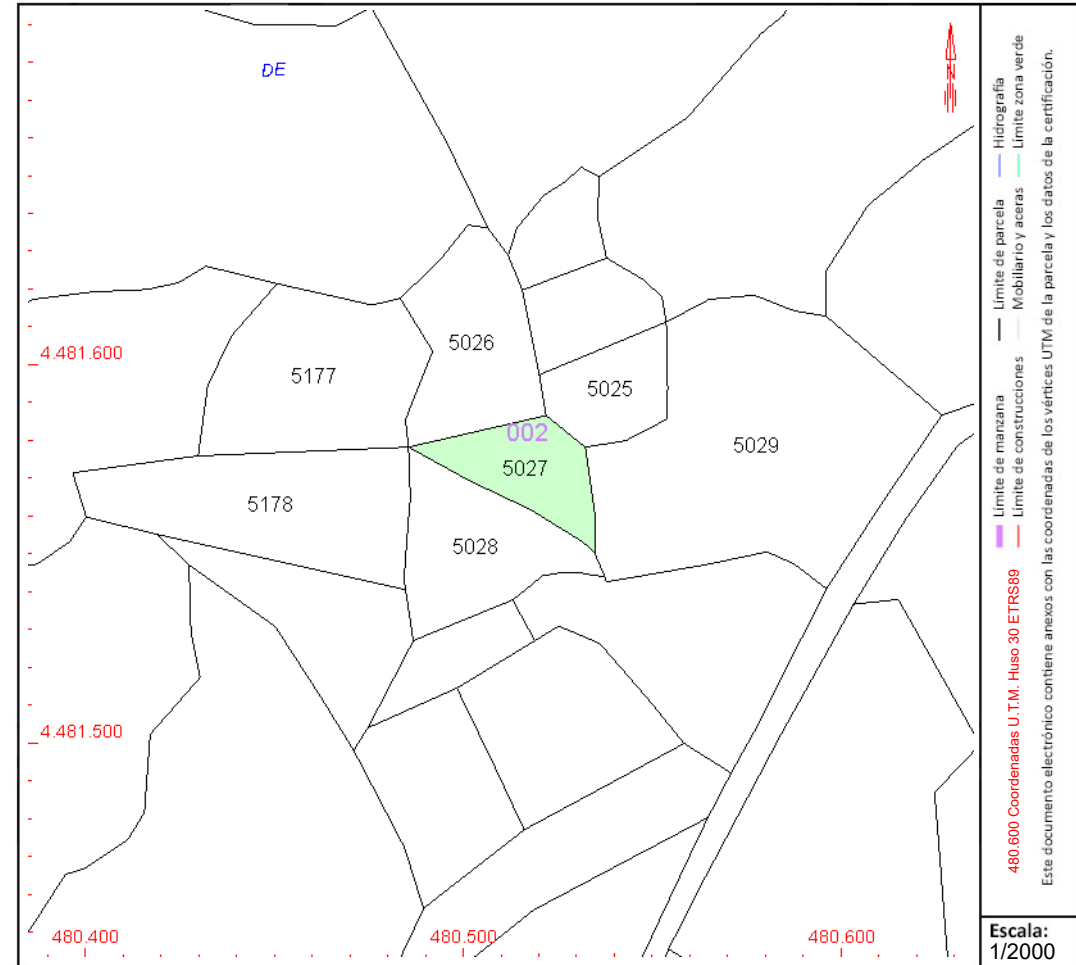 DE
N
4.481.600
5026
5177
5025
002
5029
5027
5178
5028
4.481.500
480.400
480.500
480.600
Límite de manzana
Límite de parcela
Hidrografía
Límite de construcciones
Mobiliario y aceras
Límite zona verde
480.600 Coordenadas U.T.M. Huso 30 ETRS89
Este documento electrónico contiene anexos con las coordenadas de los vértices UTM de la parcela y los datos de la certificación.
Escala:
1/2000